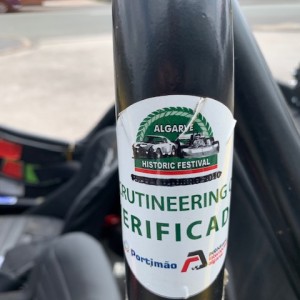 ALGARVE
HISTORIC FESTIVAL
RUTINEERING
ERIFICAD
Portimão